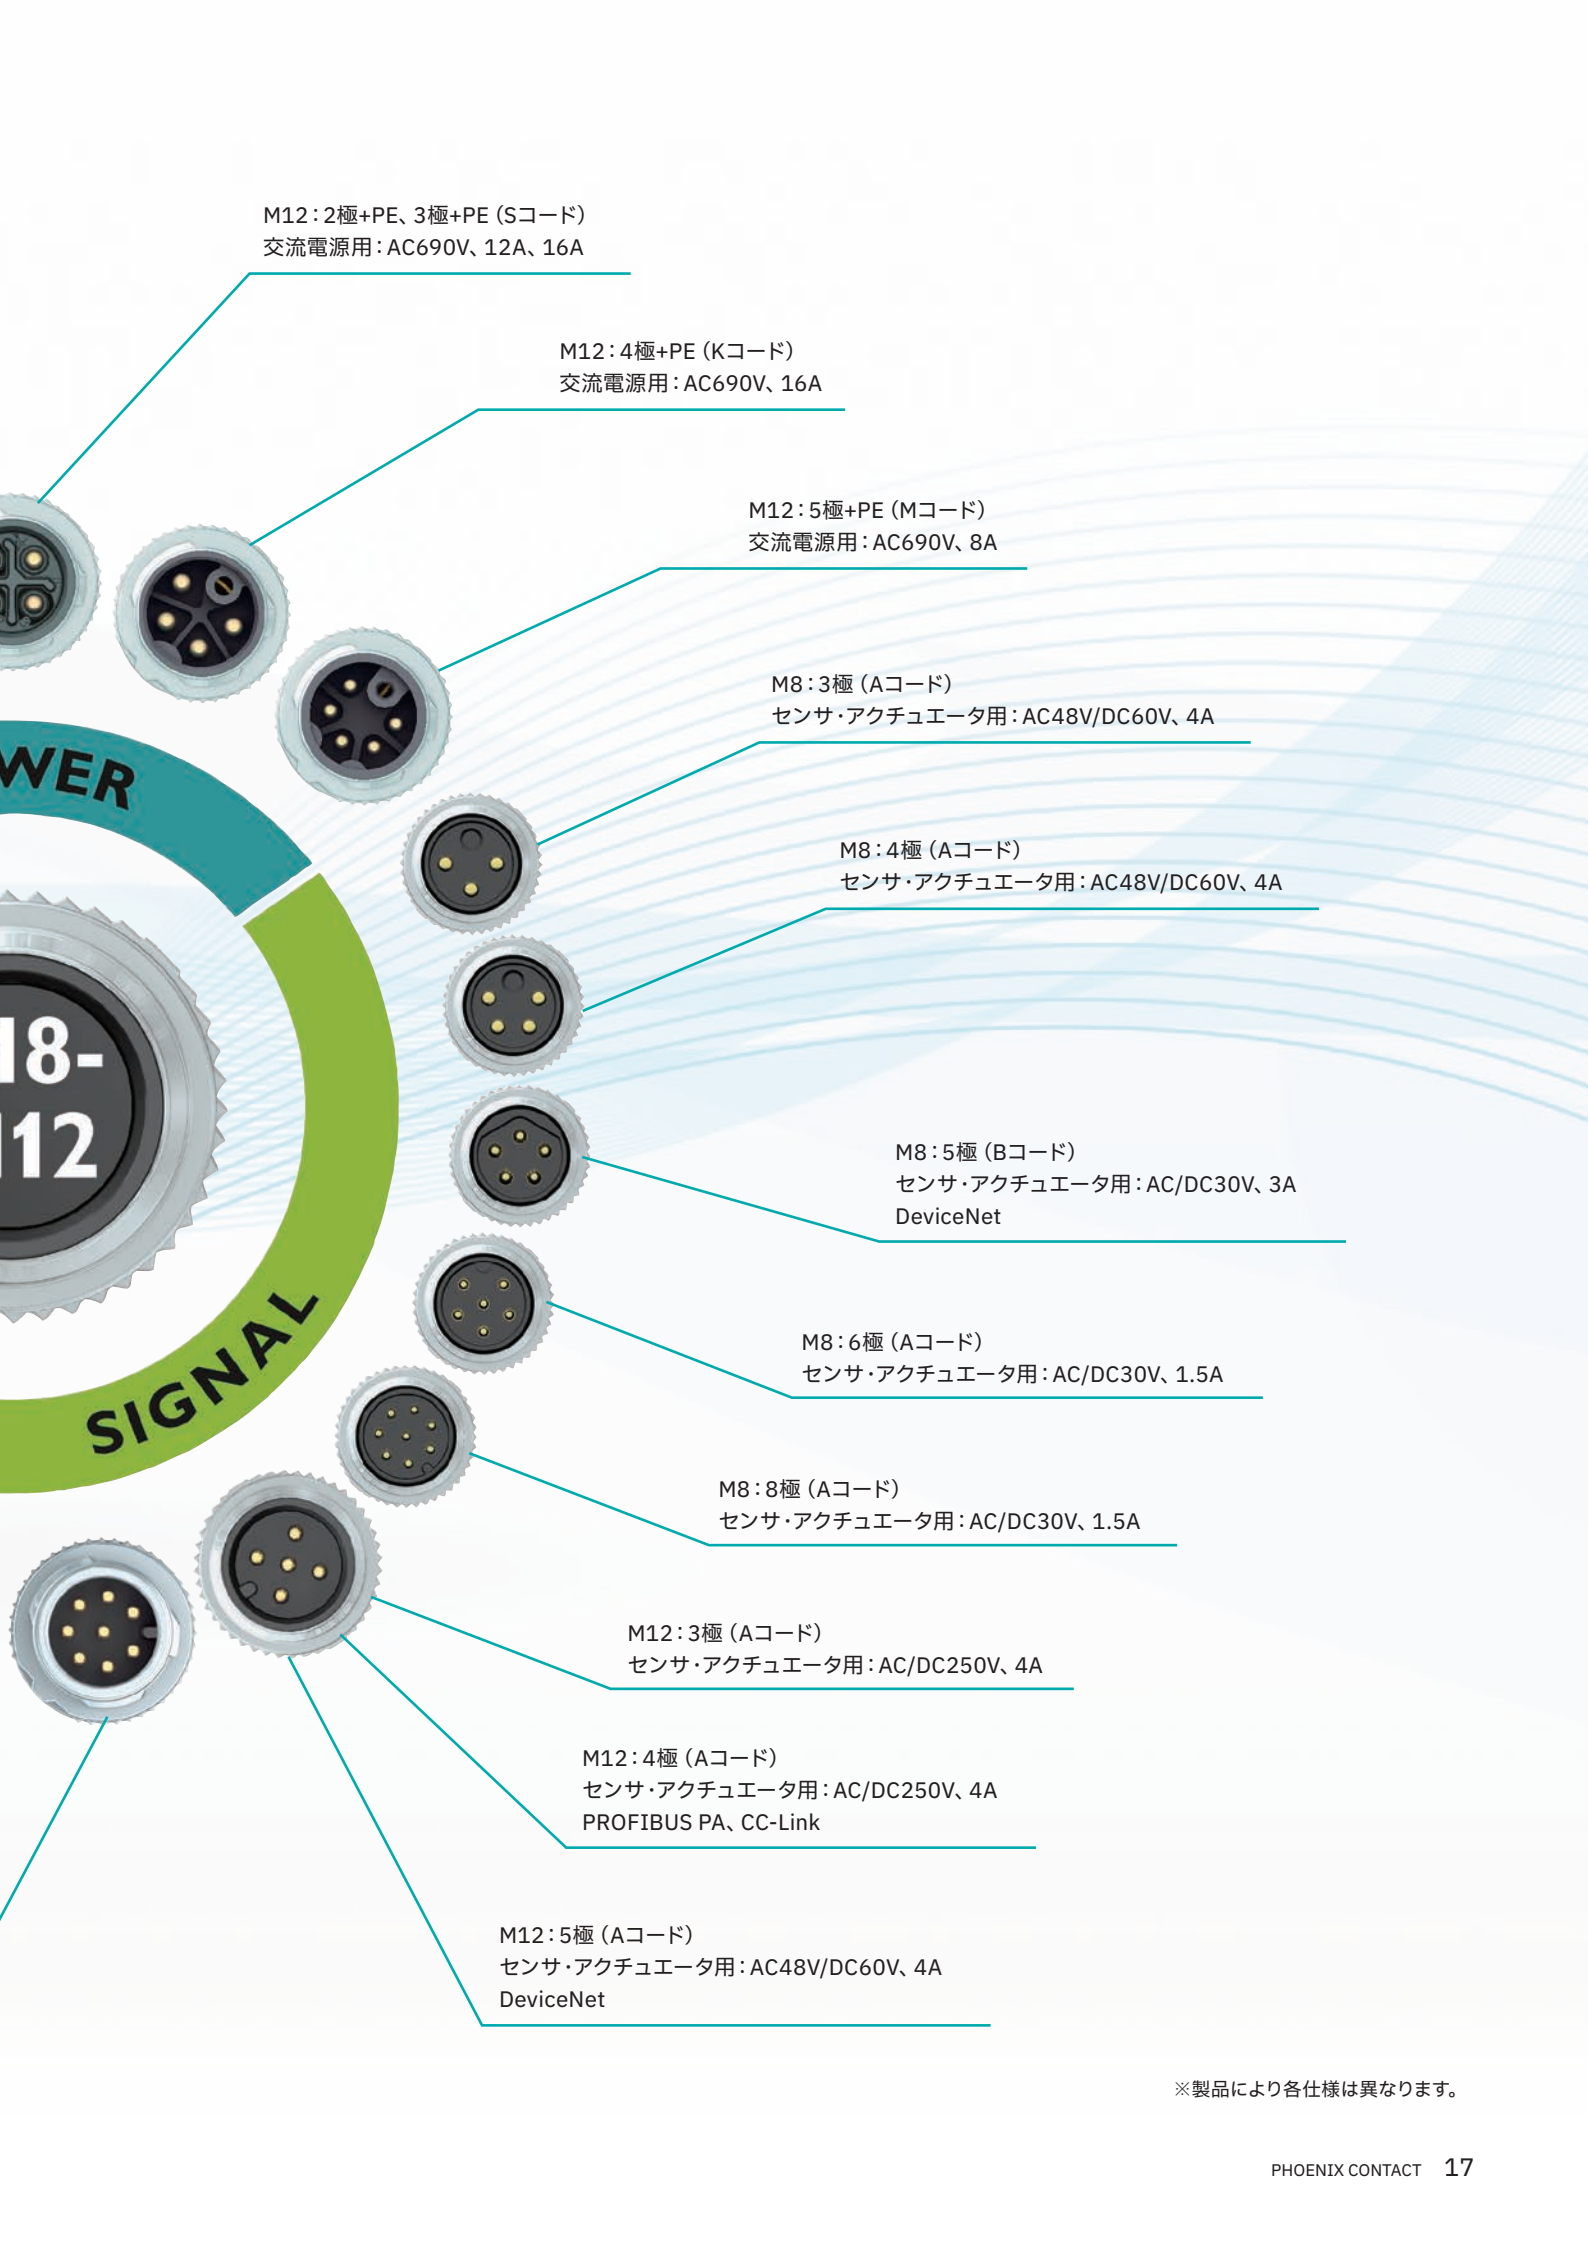 M12：2極+PE、3極+PE（Sコード）
交流電源用：AC690V、12A、16A
M12：4極+PE（Kコード）
交流電源用：AC690V、16A
M12：5極+PE（Mコード）
交流電源用：AC690V、8A
M8：3極（Aコード）
センサ・アクチュエータ用：AC48V/DC60V、4A
WER
M8：4極（Aコード）
センサ・アクチュエータ用：AC48V/DC60V、4A
8-
12
M8：5極（Bコード）
センサ・アクチュエータ用：AC/DC30V、3A
DeviceNet
SIGNAL
M8：6極（Aコード）
センサ・アクチュエータ用：AC/DC30V、1.5A
M8：8極（Aコード）
センサ・アクチュエータ用：AC/DC30V、1.5A
M12：3極（Aコード）
センサ・アクチュエータ用：AC/DC250V、4A
M12：4極（Aコード）
センサ・アクチュエータ用：AC/DC250V、4A
PROFIBUS PA、CC-Link
M12：5極（Aコード）
センサ・アクチュエータ用：AC48V/DC60V、4A
DeviceNet
※製品により各仕様は異なります。
PHOENIX CONTACT 17